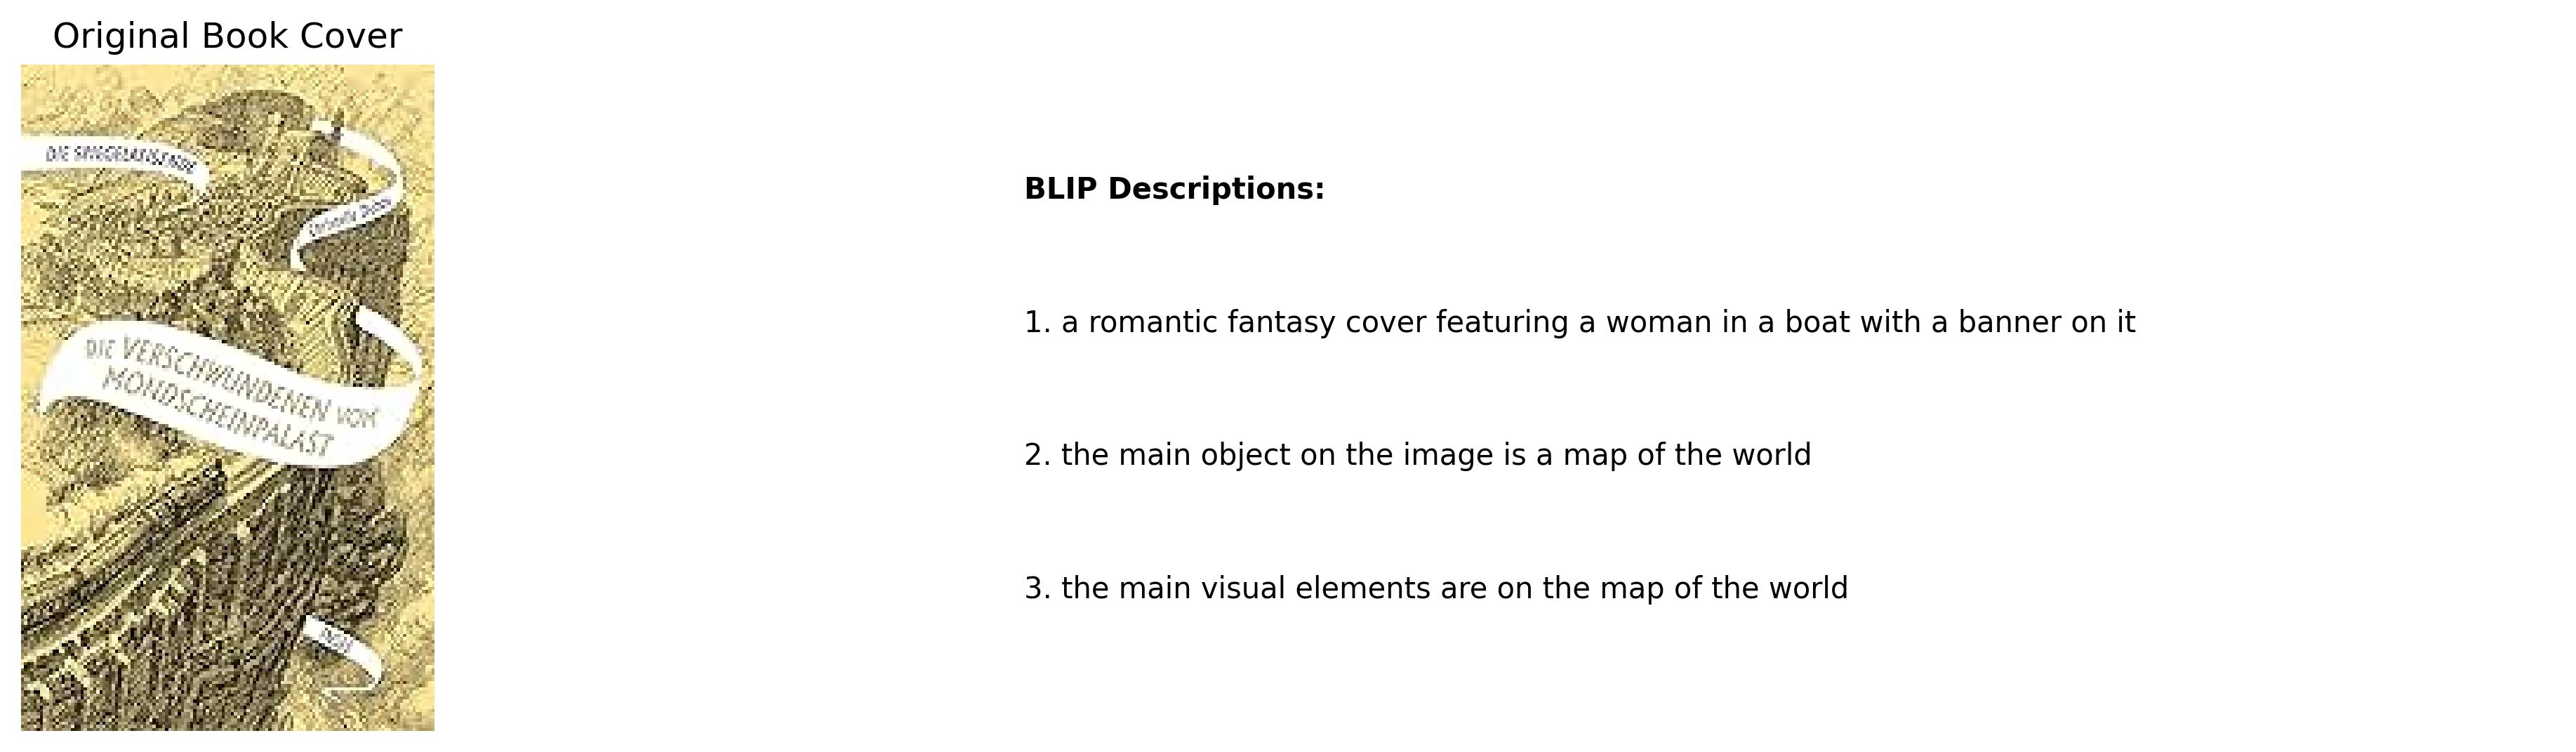 Original Book Cover
DIE SPIEGELREISENDE
Christelle Dabos
DIE VERSCHWUNDENEN VOM
MONDSCHEINPALAST
BLIP Descriptions:
1. a romantic fantasy cover featuring a woman in a boat with a banner on it
2. the main object on the image is a map of the world
3. the main visual elements are on the map of the world